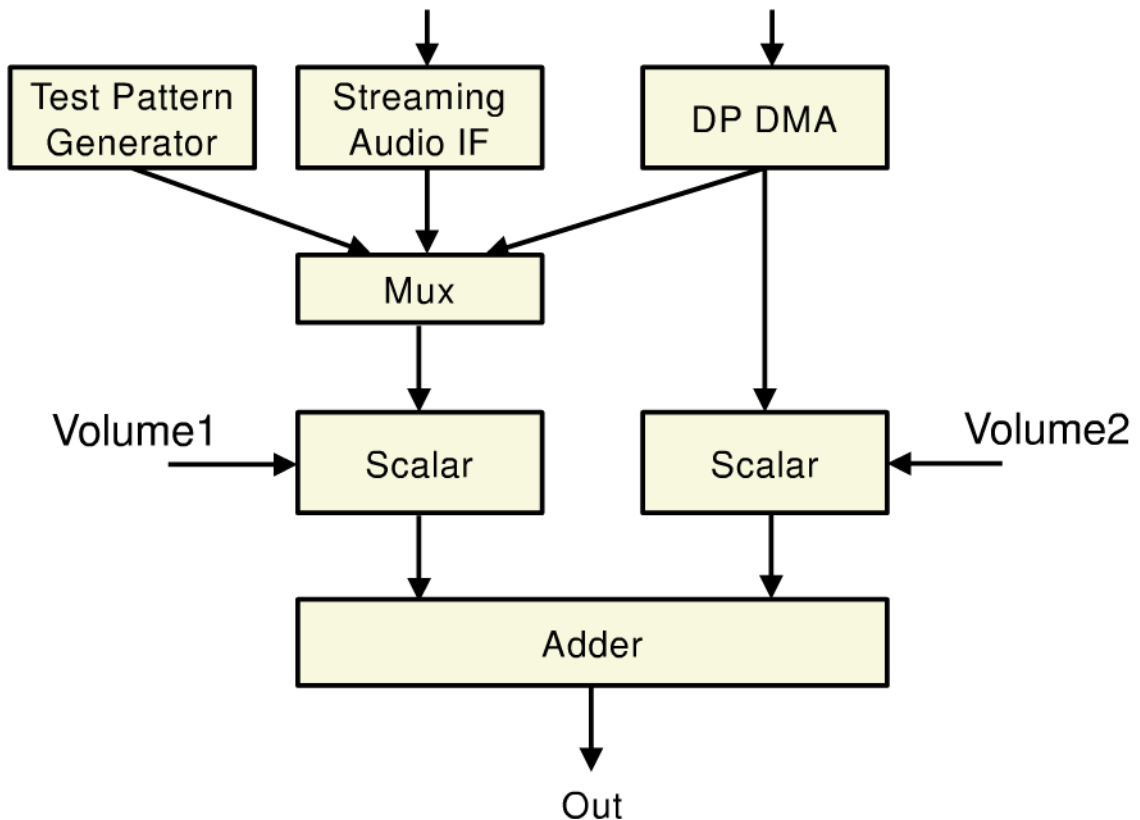 Test Pattern
Generator
Streaming
Audio IF
DP DMA
Mux
Volume1
Scalar
Scalar
Volume2
Adder
Out